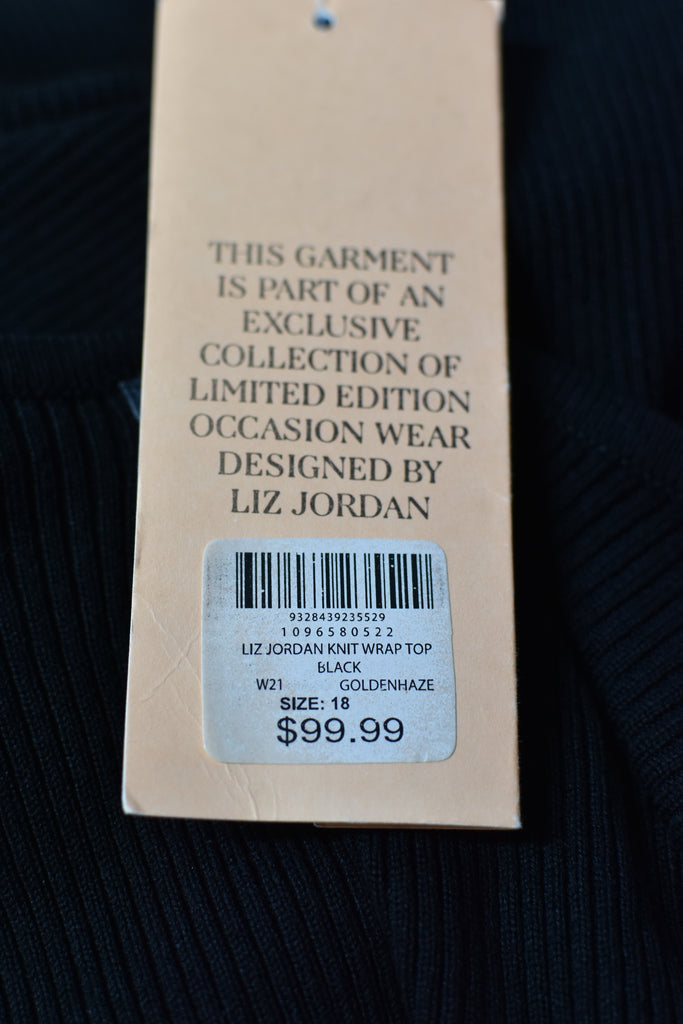 THIS GARMENT
IS PART OF AN
EXCLUSIVE
COLLECTION OF
LIMITED EDITION
OCCASION WEAR
DESIGNED BY
LIZ JORDAN
9328439235529
1096580522
LIZ JORDAN KNIT WRAP TOP
BLACK
W21 GOLDENHAZE
SIZE: 18
$99.99